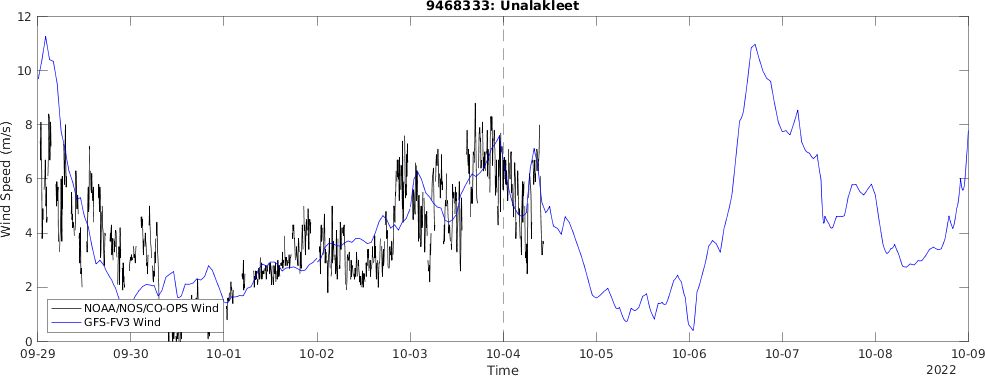 9468333: Unalakleet
Wind Speed (m/s)
12
10
8
6
4
2
0
NOAA/NOS/CO-OPS Wind
GFS-FV3 Wind
09-29 09-30 10-01 10-02 10-03 10-04 10-05 10-06 10-07 10-08 10-09
Time
2022